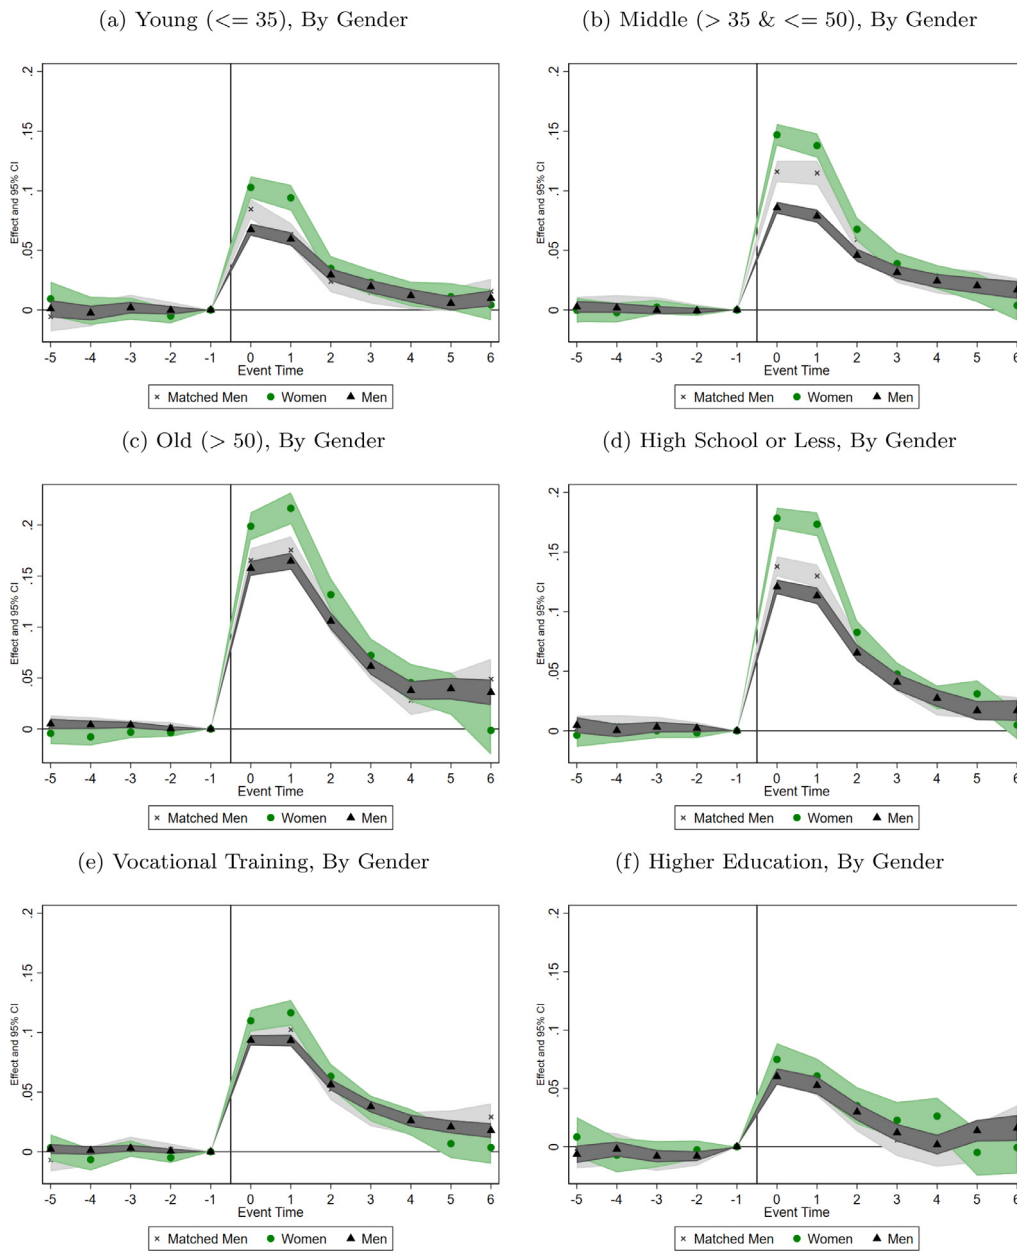 (a) Young (<= 35), By Gender
(b) Middle (> 35 & <= 50), By Gender
Effect and 95% CI
.2
.15
.1
.05
0
-5 -4 -3 -2 -1 0 1 2 3 4 5 6
Event Time
× Matched Men ● Women ▲ Men
Effect and 95% CI
.2
.15
.1
.05
0
-5 -4 -3 -2 -1 0 1 2 3 4 5 6
Event Time
× Matched Men ● Women ▲ Men
(c) Old (> 50), By Gender
(d) High School or Less, By Gender
Effect and 95% CI
.2
.15
.1
.05
0
-5 -4 -3 -2 -1 0 1 2 3 4 5 6
Event Time
× Matched Men ● Women ▲ Men
Effect and 95% CI
.2
.15
.1
.05
0
-5 -4 -3 -2 -1 0 1 2 3 4 5 6
Event Time
× Matched Men ● Women ▲ Men
(e) Vocational Training, By Gender
(f) Higher Education, By Gender
Effect and 95% CI
.2
.15
.1
.05
0
-5 -4 -3 -2 -1 0 1 2 3 4 5 6
Event Time
× Matched Men ● Women ▲ Men
Effect and 95% CI
.2
.15
.1
.05
0
-5 -4 -3 -2 -1 0 1 2 3 4 5 6
Event Time
× Matched Men ● Women ▲ Men